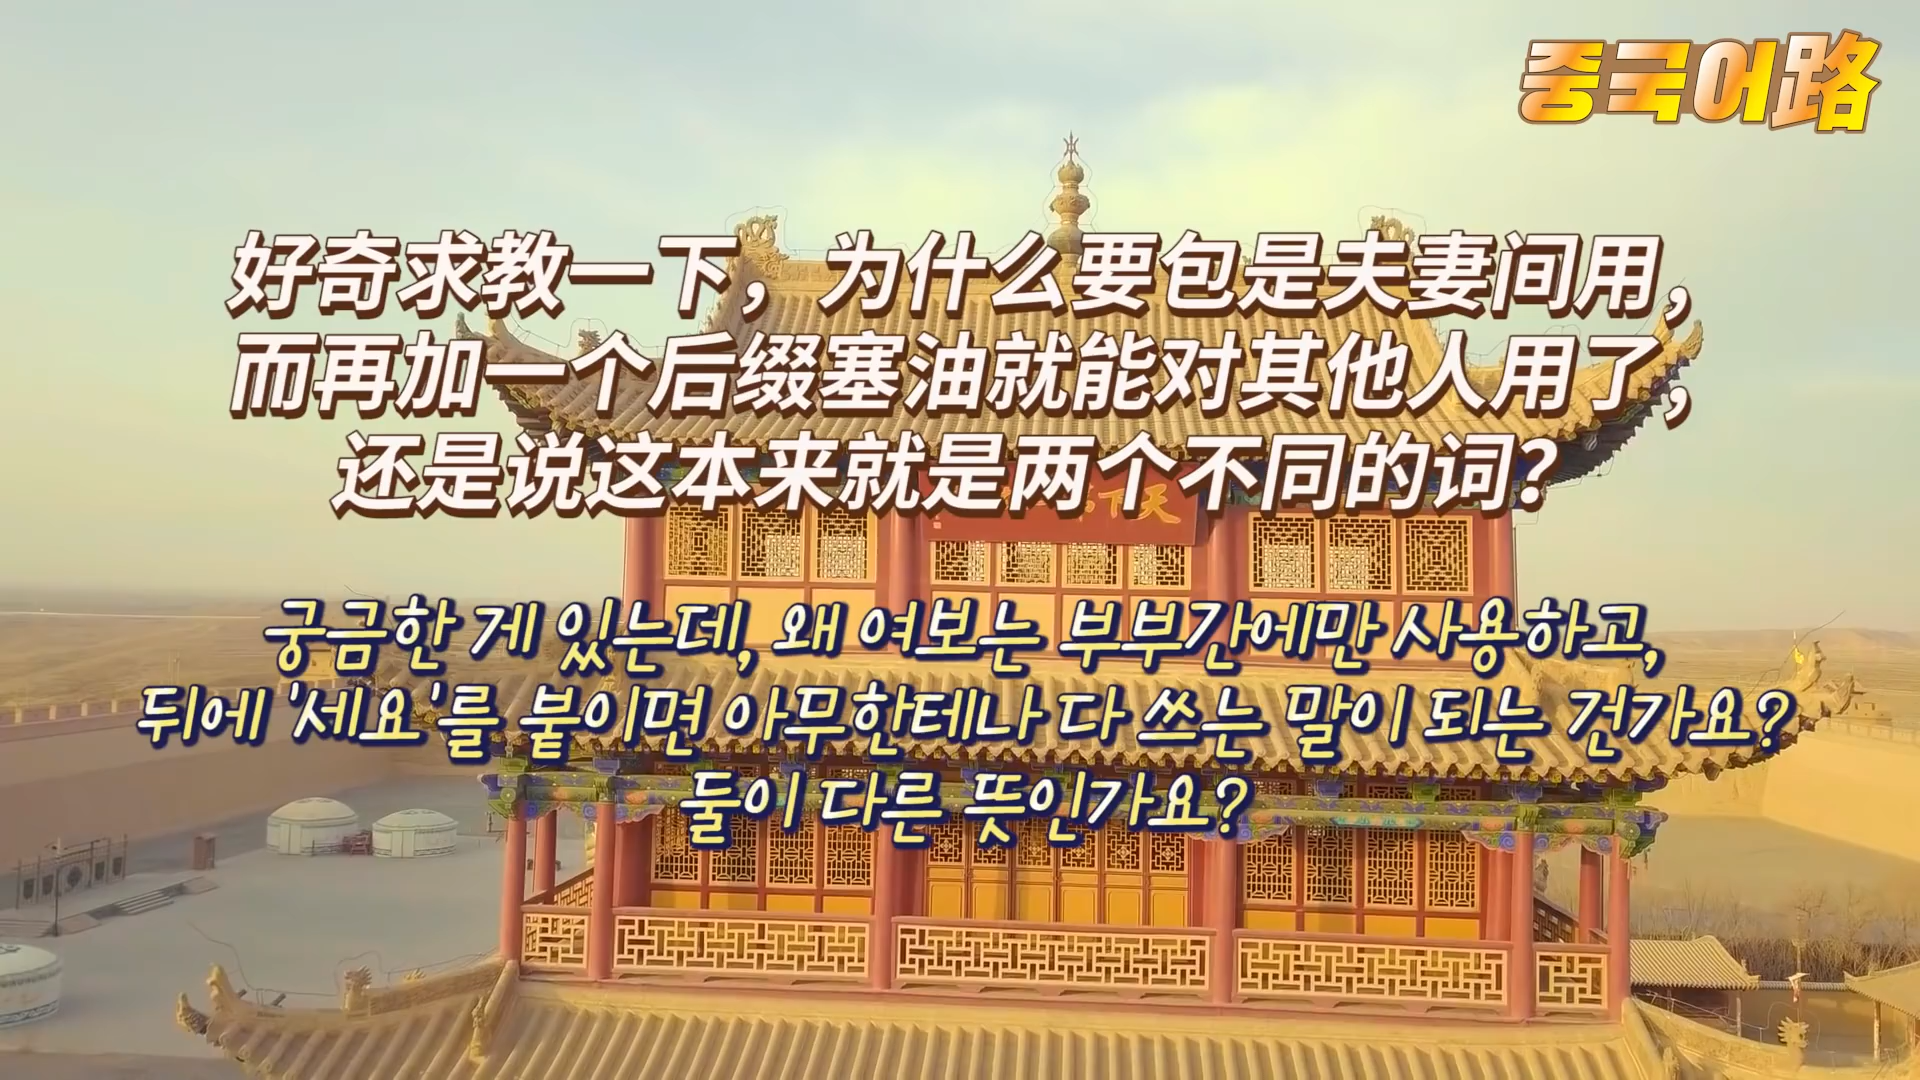 중국어路
好奇求教一下，为什么要包是夫妻间用，
而再加一个后缀塞油就能对其他人用了，
还是说这本来就是两个不同的词？
天下
궁금한 게 있는데, 왜 여보는 부부간에만 사용하고,
뒤에 '세요'를 붙이면 아무한테나 다 쓰는 말이 되는 건가요?
둘이 다른 뜻인가요?